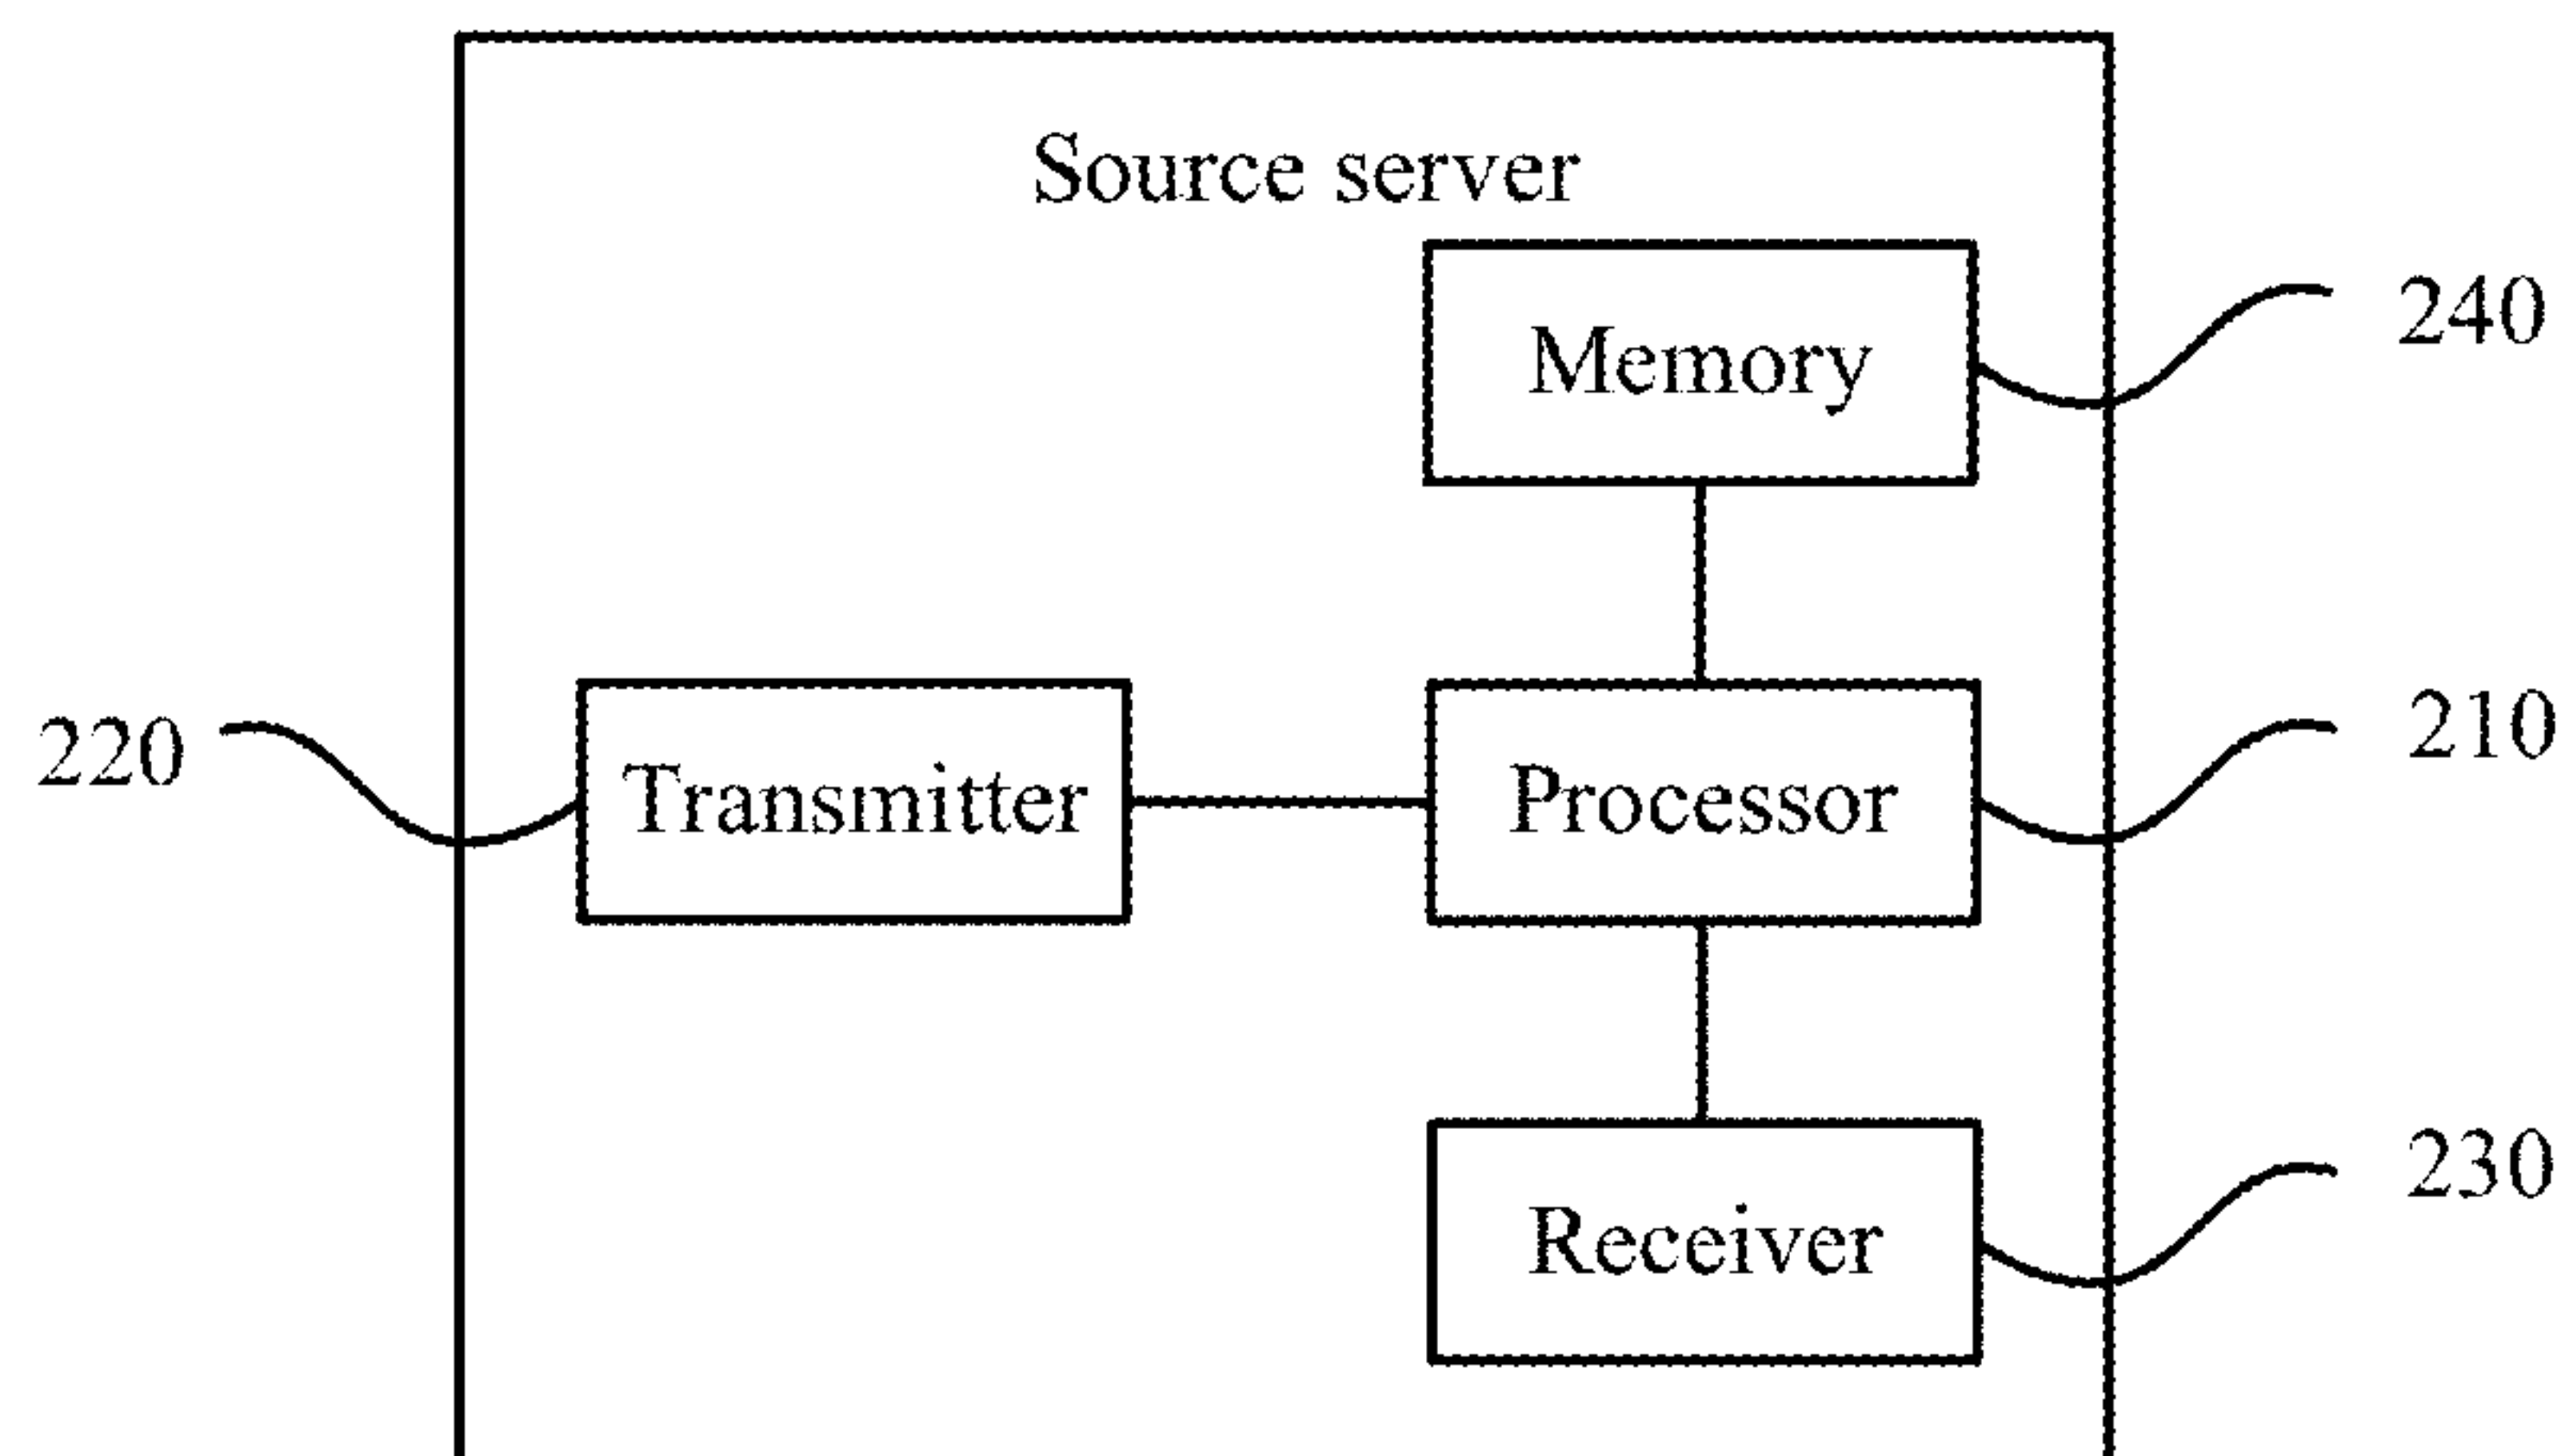 Source server
Memory
240
220
Transmitter
Processor
210
Receiver
230